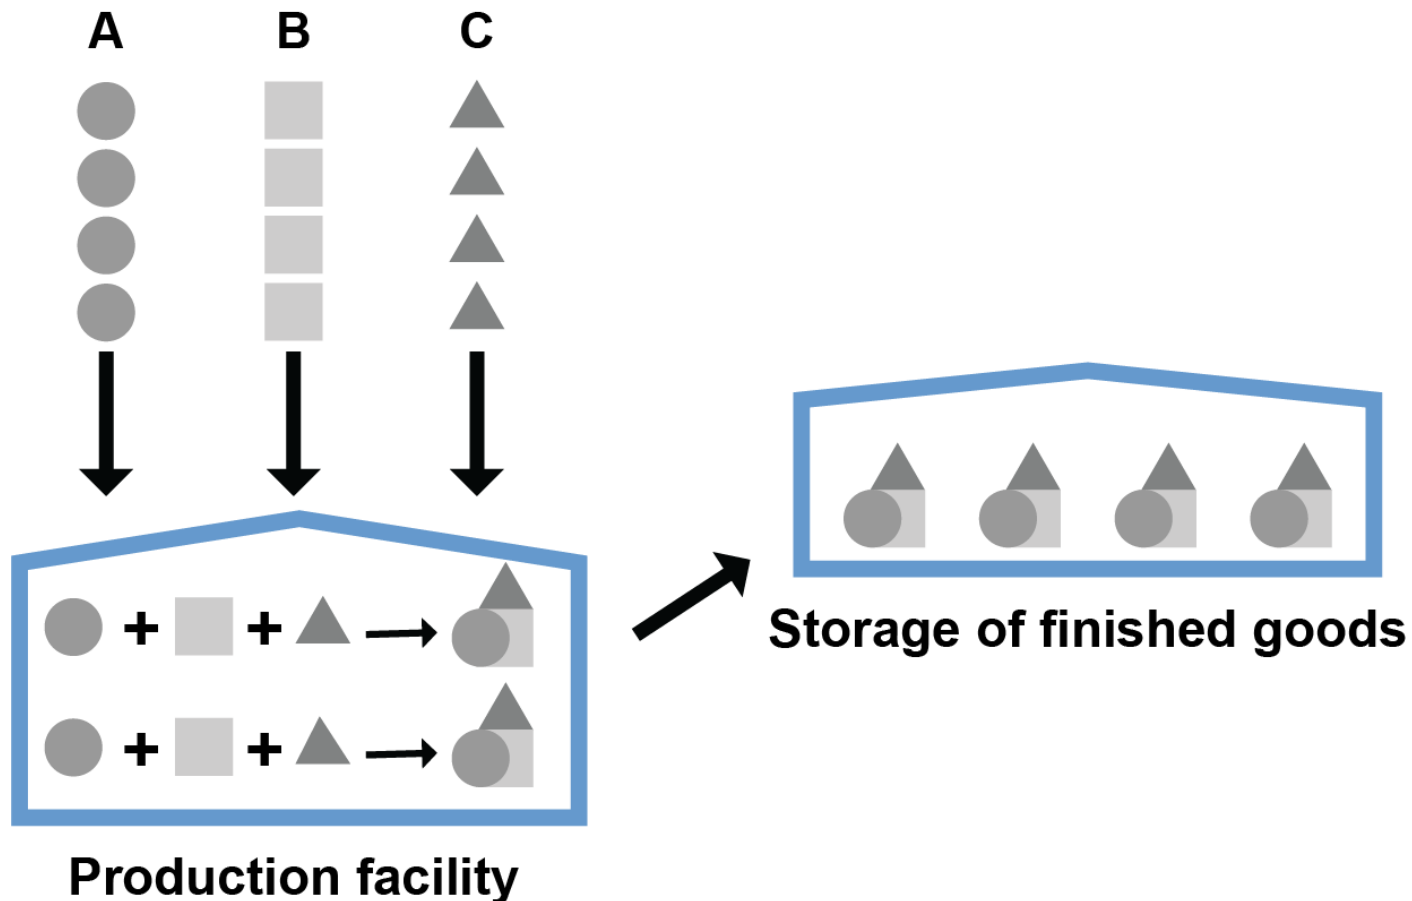 A B C
+ +
+ +
Production facility
Storage of finished goods